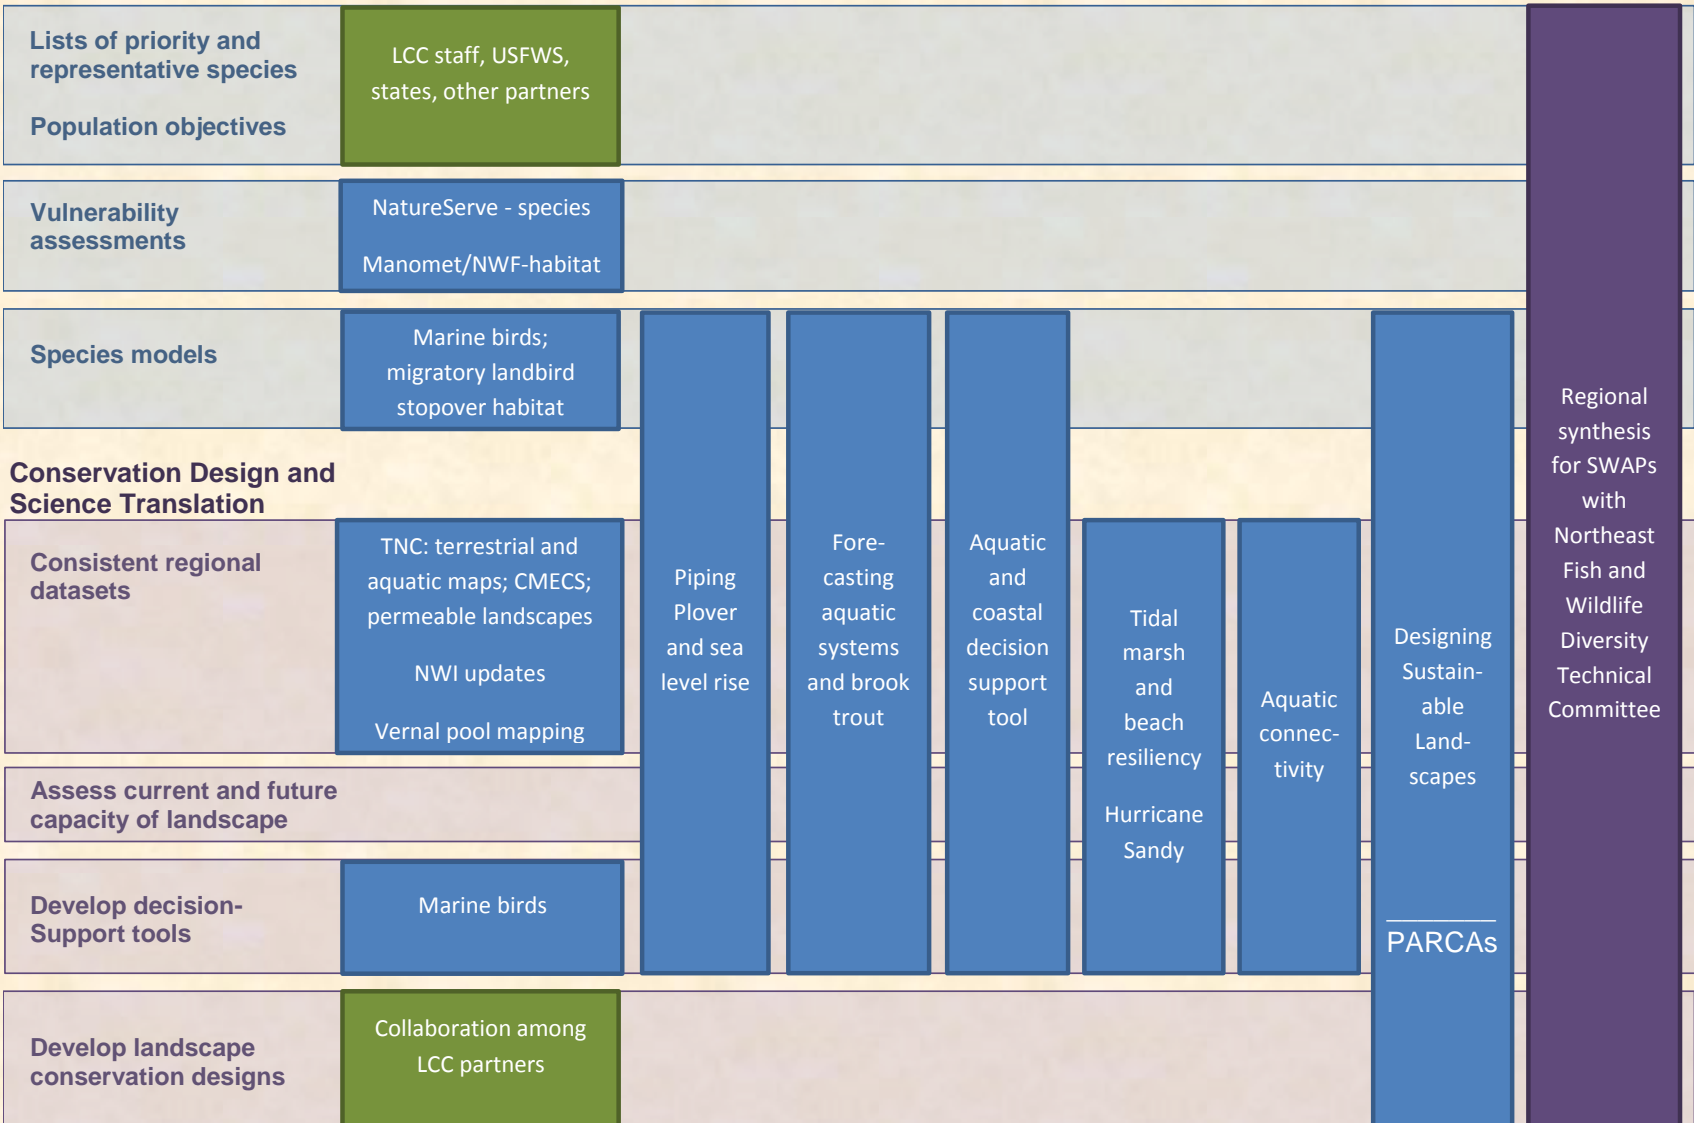 Lists of priority and
representative species
Population objectives
LCC staff, USFWS,
states, other partners
Vulnerability
assessments
NatureServe - species
Manomet/NWF-habitat
Species models
Marine birds;
migratory landbird
stopover habitat
Conservation Design and
Science Translation
Consistent regional
datasets
TNC: terrestrial and
aquatic maps; CMECS;
permeable landscapes
NWI updates
Vernal pool mapping
Assess current and future
capacity of landscape
Develop decision-
Support tools
Marine birds
Develop landscape
conservation designs
Collaboration among
LCC partners
Piping
Plover
and sea
level rise
Fore-
casting
aquatic
systems
and brook
trout
Aquatic
and
coastal
decision
support
tool
Tidal
marsh
and
beach
resiliency
Hurricane
Sandy
Aquatic
connec-
tivity
Designing
Sustain-
able
Land-
scapes
PARCAs
Regional
synthesis
for SWAPs
with
Northeast
Fish and
Wildlife
Diversity
Technical
Committee